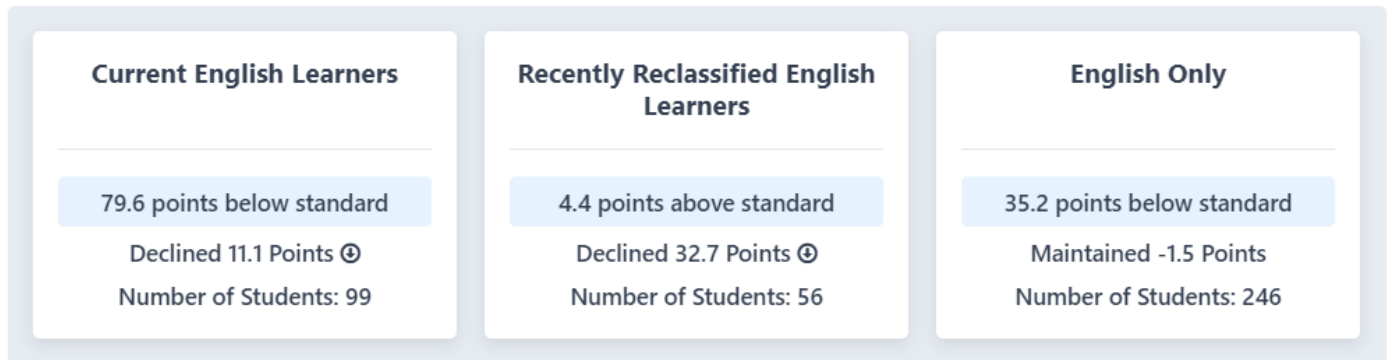 Current English Learners
79.6 points below standard
Declined 11.1 Points
Number of Students: 99
Recently Reclassified English
Learners
4.4 points above standard
Declined 32.7 Points
Number of Students: 56
English Only
35.2 points below standard
Maintained -1.5 Points
Number of Students: 246